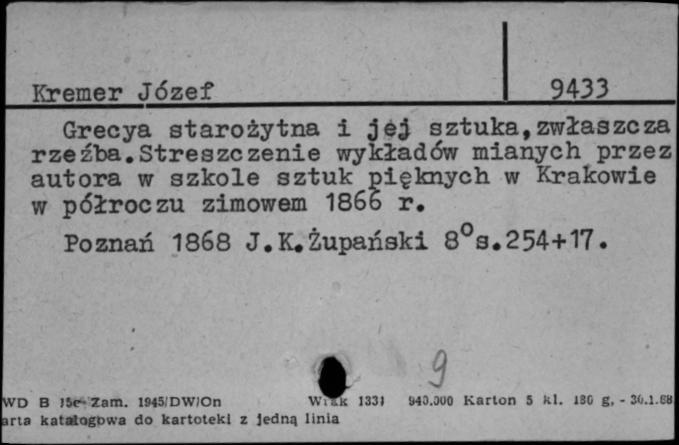 Kremer Józef 9433
Grecya starożytna i jej sztuka,zwłaszcza
rzeźba.Streszczenie wykładów mianych przez
autora w szkole sztuk pięknych w Krakowie
w półroczu zimowem 1866 r.
Poznań 1868 J.K.Żupański 8°s.254+17.
9
WD B 15c Zam. 1945/DW/On 1331 940.000 Karton 5 kl. 180 g. - 30.1.68
arta katalogowa do kartoteki z jedną linia